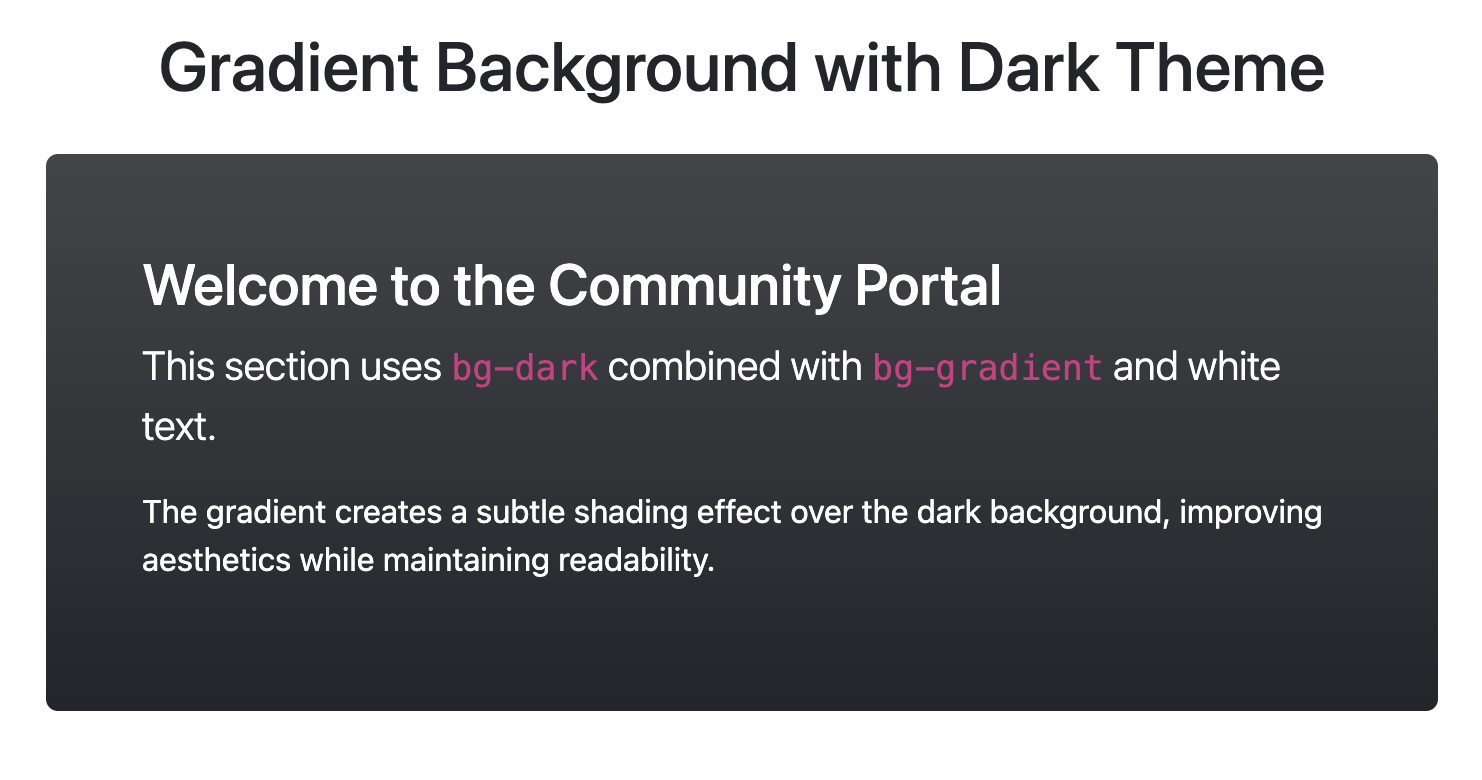 Gradient Background with Dark Theme
Welcome to the Community Portal
This section uses bg-dark combined with bg-gradient and white
text.
The gradient creates a subtle shading effect over the dark background, improving
aesthetics while maintaining readability.